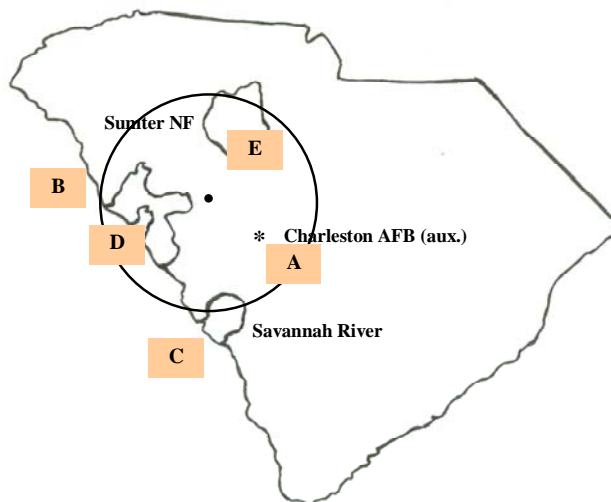 Sumter NF
E
B
D
* Charleston AFB (aux.)
A
Savannah River
C